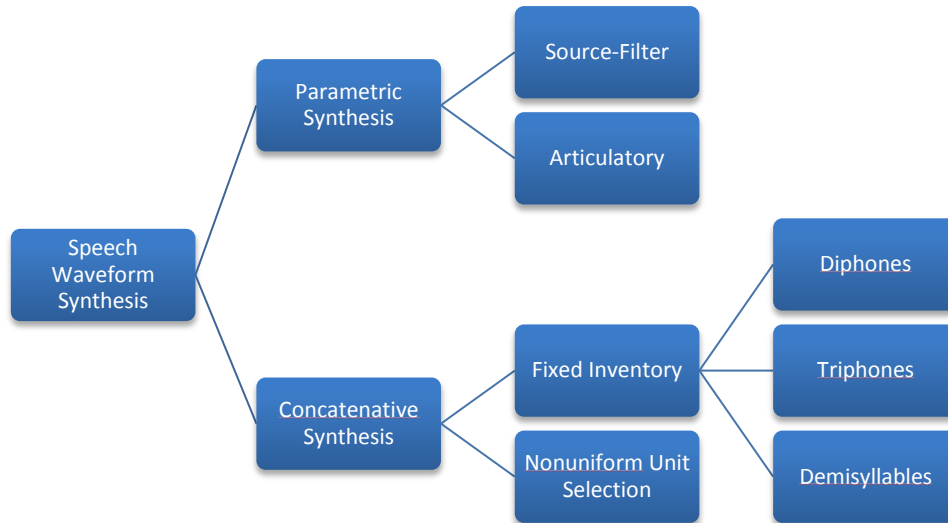 Source-Filter
Parametric
Synthesis
Articulatory
Speech
Waveform
Synthesis
Diphones
Fixed Inventory
Triphones
Concatenative
Synthesis
Nonuniform Unit
Selection
Demisyllables